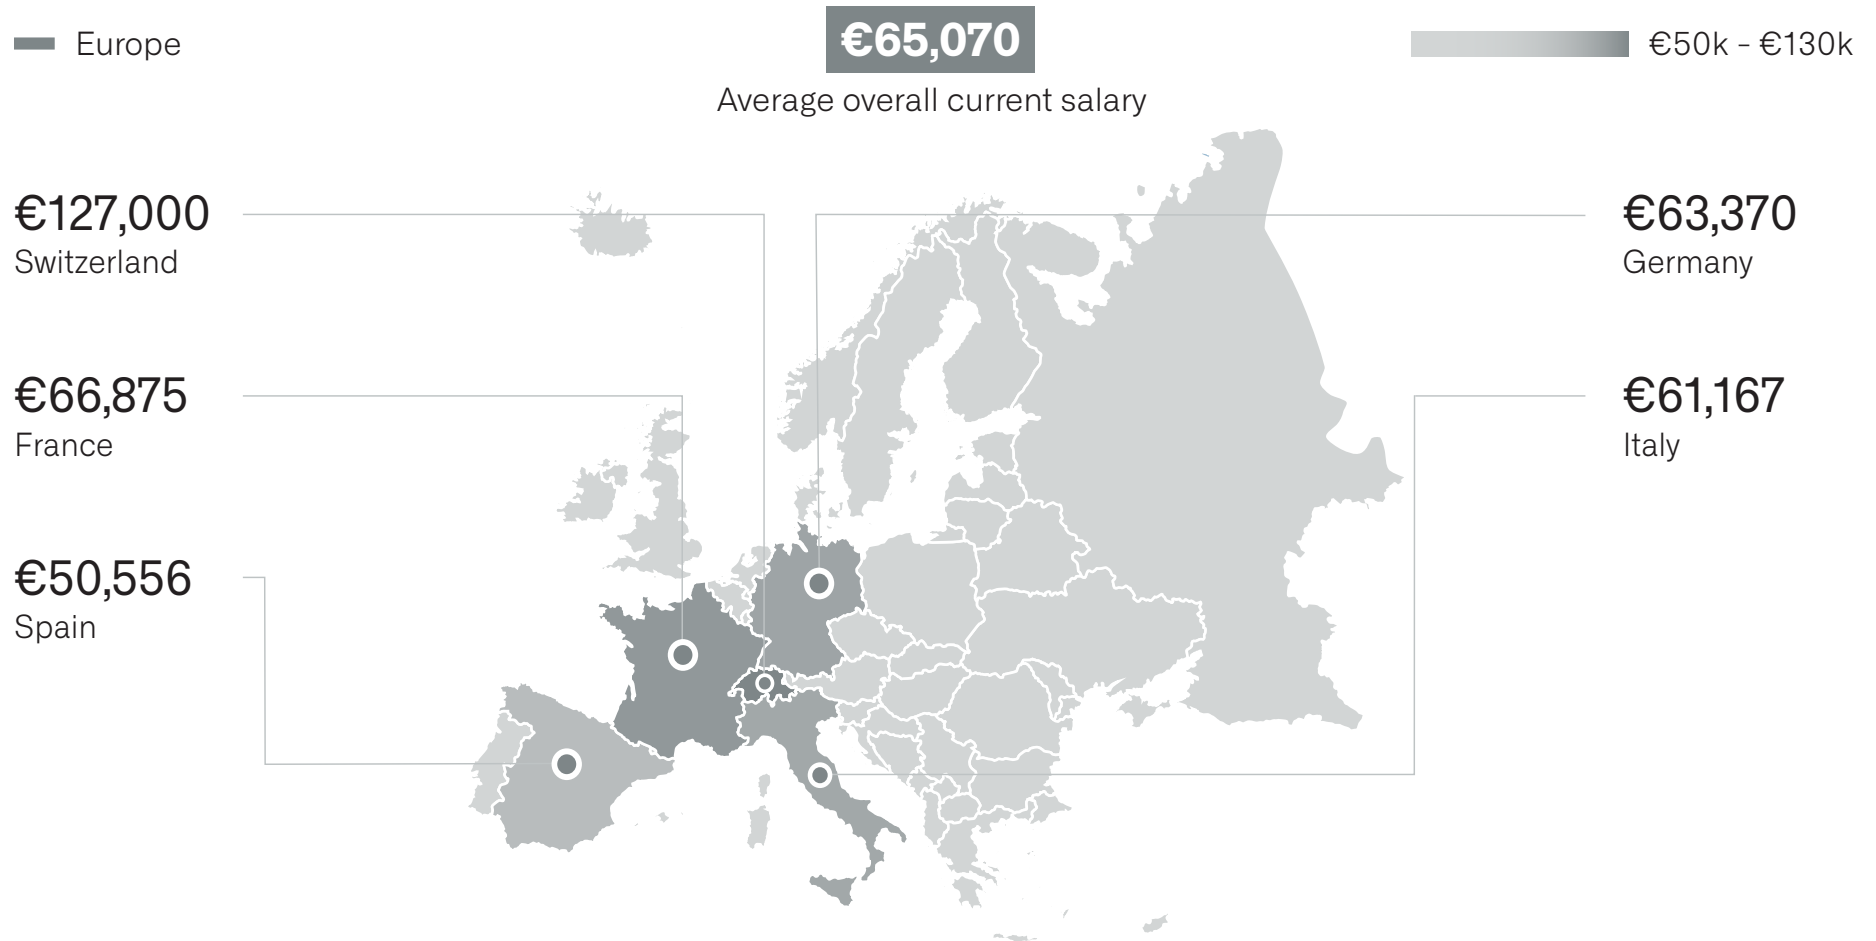 Europe
€65,070
Average overall current salary
€50k - €130k
€127,000
Switzerland
€66,875
France
€50,556
Spain
€63,370
Germany
€61,167
Italy